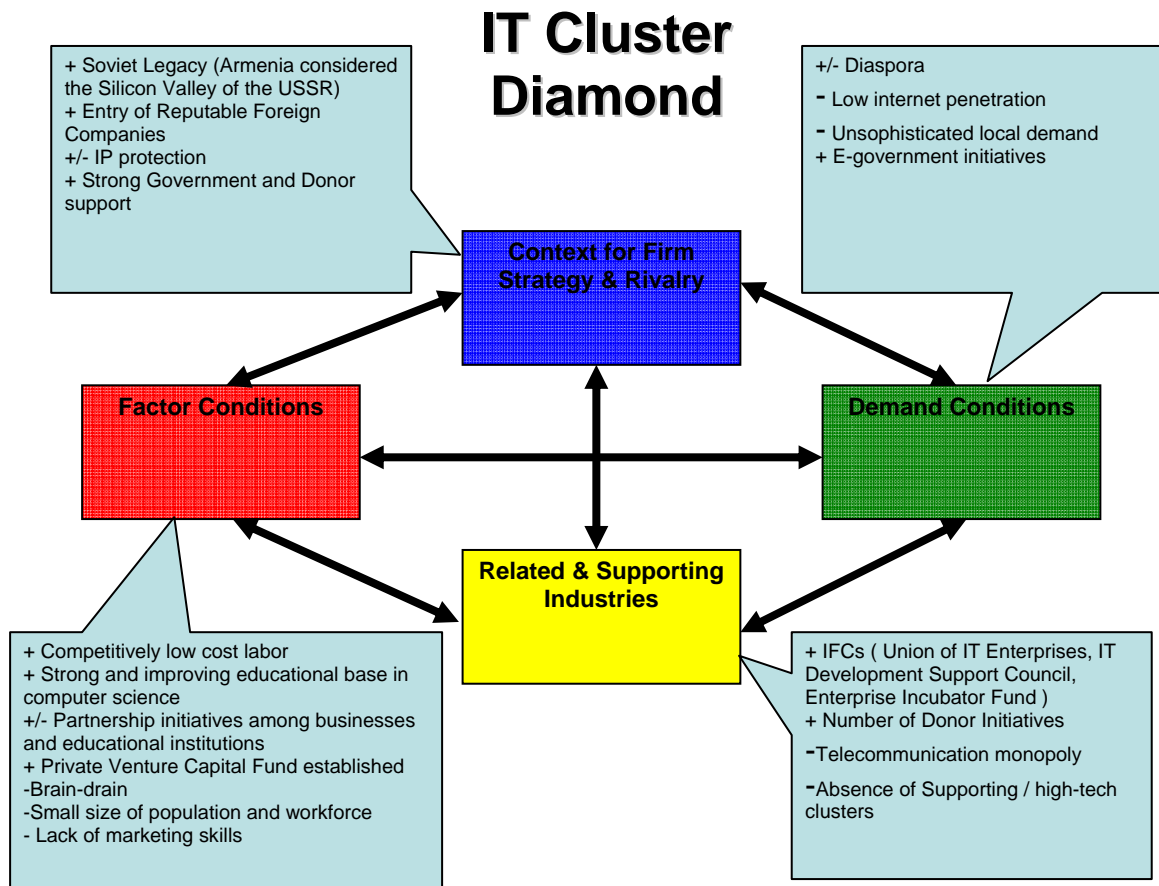 IT Cluster
Diamond
+ Soviet Legacy (Armenia considered
the Silicon Valley of the USSR)
+ Entry of Reputable Foreign
Companies
+/- IP protection
+ Strong Government and Donor
support
+/- Diaspora
- Low internet penetration
- Unsophisticated local demand
+ E-government initiatives
Context for Firm
Strategy & Rivalry
Factor Conditions
Demand Conditions
Related & Supporting
Industries
+ Competitively low cost labor
+ Strong and improving educational base in
computer science
+/- Partnership initiatives among businesses
and educational institutions
+ Private Venture Capital Fund established
-Brain-drain
-Small size of population and workforce
- Lack of marketing skills
+ IFCs ( Union of IT Enterprises, IT
Development Support Council,
Enterprise Incubator Fund )
+ Number of Donor Initiatives
-Telecommunication monopoly
-Absence of Supporting / high-tech
clusters